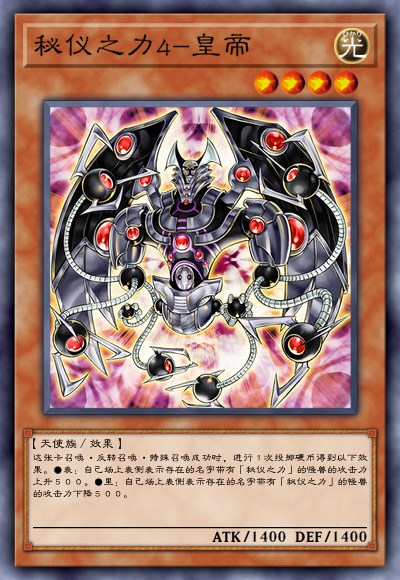 秘仪之力4-皇帝
光
【天使族/效果】
这张卡召唤·反转召唤·特殊召唤成功时,进行1次投掷硬币得到以下效
果。●表:自己场上表侧表示存在的名字带有「秘仪之力」的怪兽的攻击力
上升500。●里:自己场上表侧表示存在的名字带有「秘仪之力」的怪兽
的攻击力下降500。
ATK/1400 DEF/1400